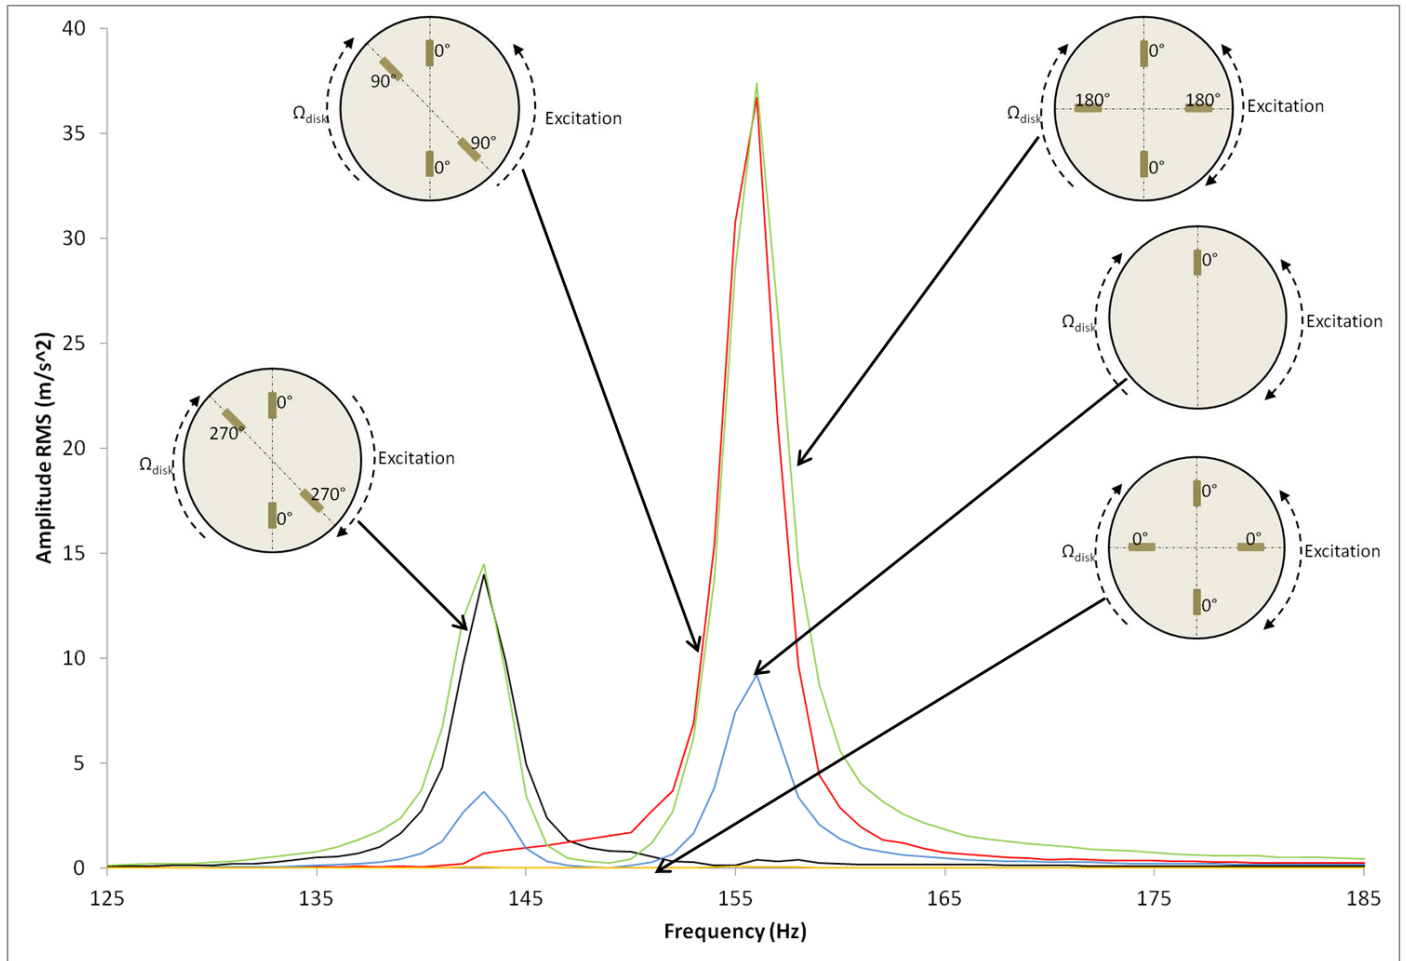 40
35
30
25
20
15
10
5
0
Amplitude RMS (m/s^2)
125
135
145
155
165
175
185
Frequency (Hz)
0°
90°
Ωdisk
Excitation
90°
0°
0°
180°
180°
Ωdisk
Excitation
0°
0°
Ωdisk
Excitation
0°
270°
Ωdisk
Excitation
270°
0°
0°
0°
0°
Ωdisk
Excitation
0°